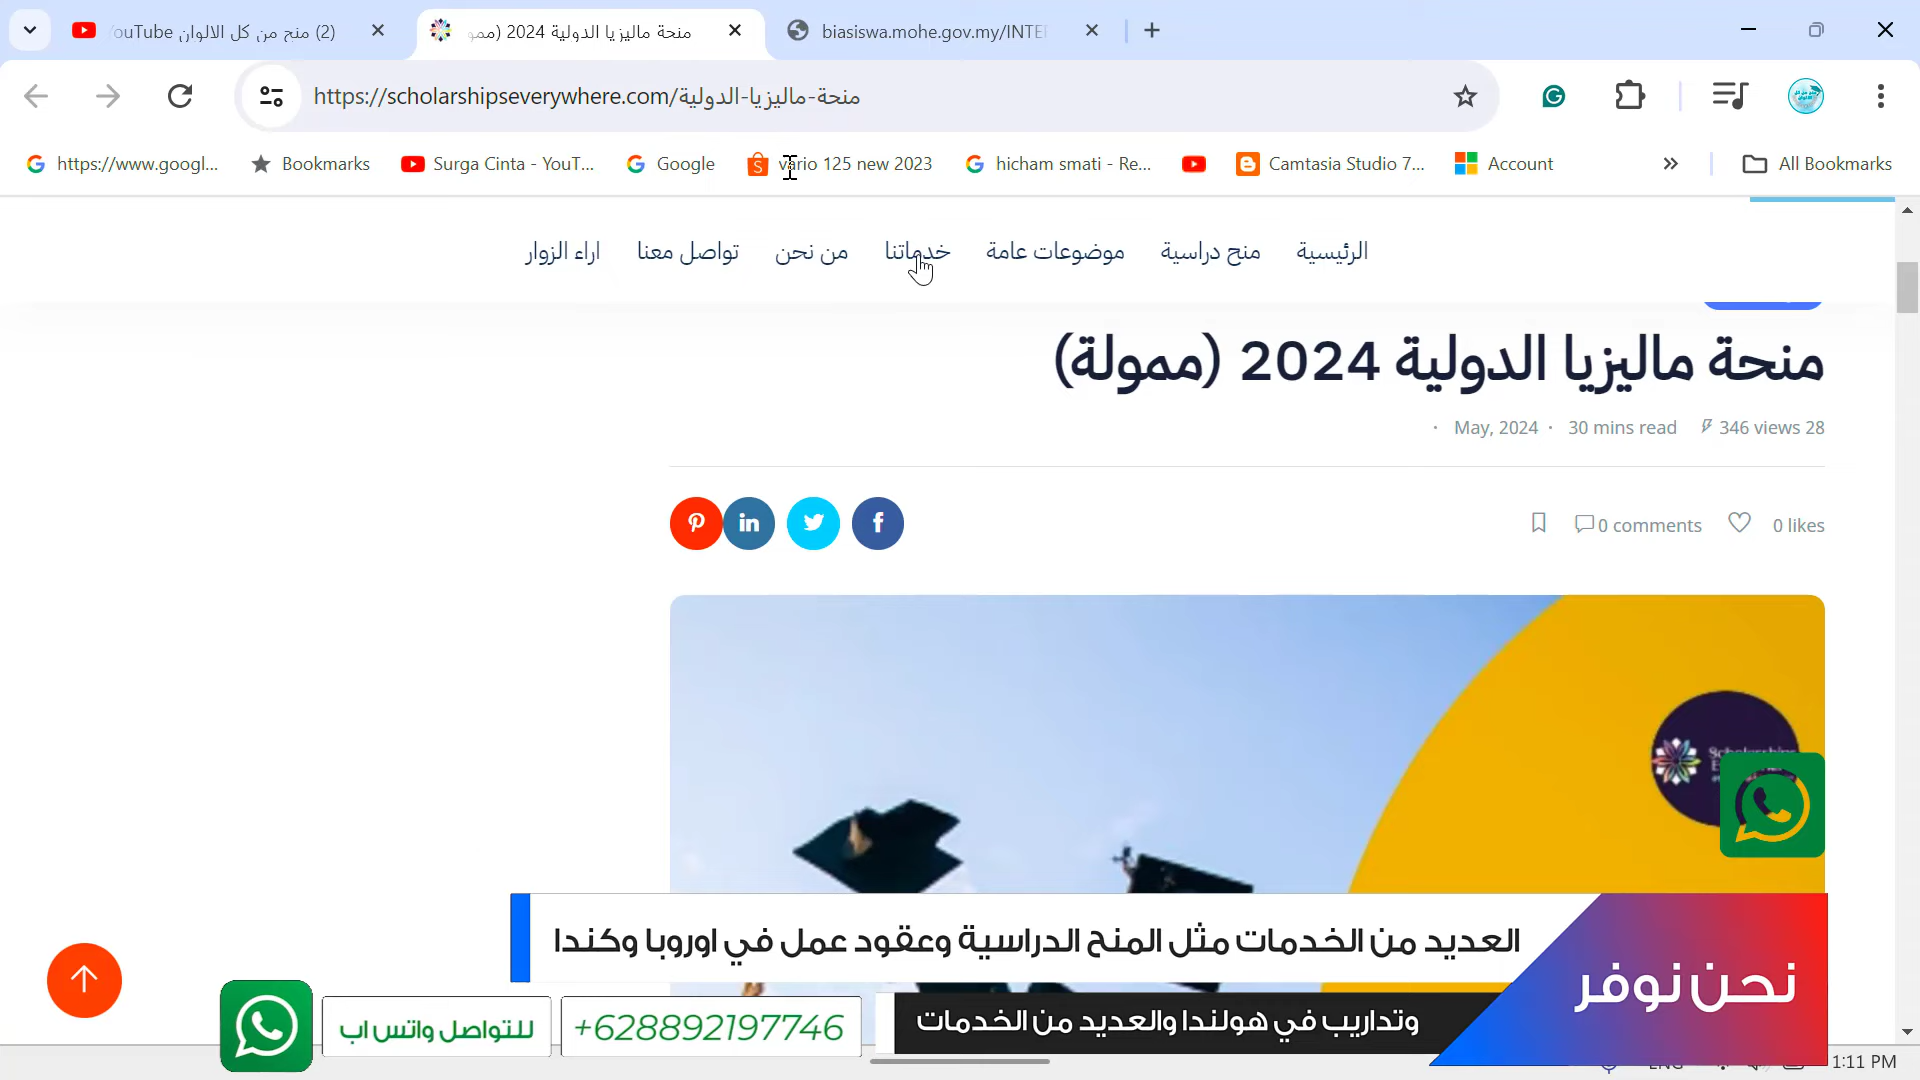 (2) منح من كل الالوان YouTube
منحة ماليزيا الدولية 2024 (ممو
biasiswa.mohe.gov.my/INTE
https://scholarshipseverywhere.com/منحة-ماليزيا-الدولية
https://www.googl...
Bookmarks
Surga Cinta - YouT...
Google
vario 125 new 2023
hicham smati - Re...
Camtasia Studio 7...
Account
All Bookmarks
الرئيسية منح دراسية موضوعات عامة خدماتنا من نحن تواصل معنا اراء الزوار
منحة ماليزيا الدولية 2024 (ممولة)
· May, 2024 · 30 mins read 346 views 28
0 comments 0 likes
العديد من الخدمات مثل المنح الدراسية وعقود عمل في اوروبا وكندا
نحن نوفر
وتداريب في هولندا والعديد من الخدمات
+628892197746
للتواصل واتس اب
ENG
1:11 PM